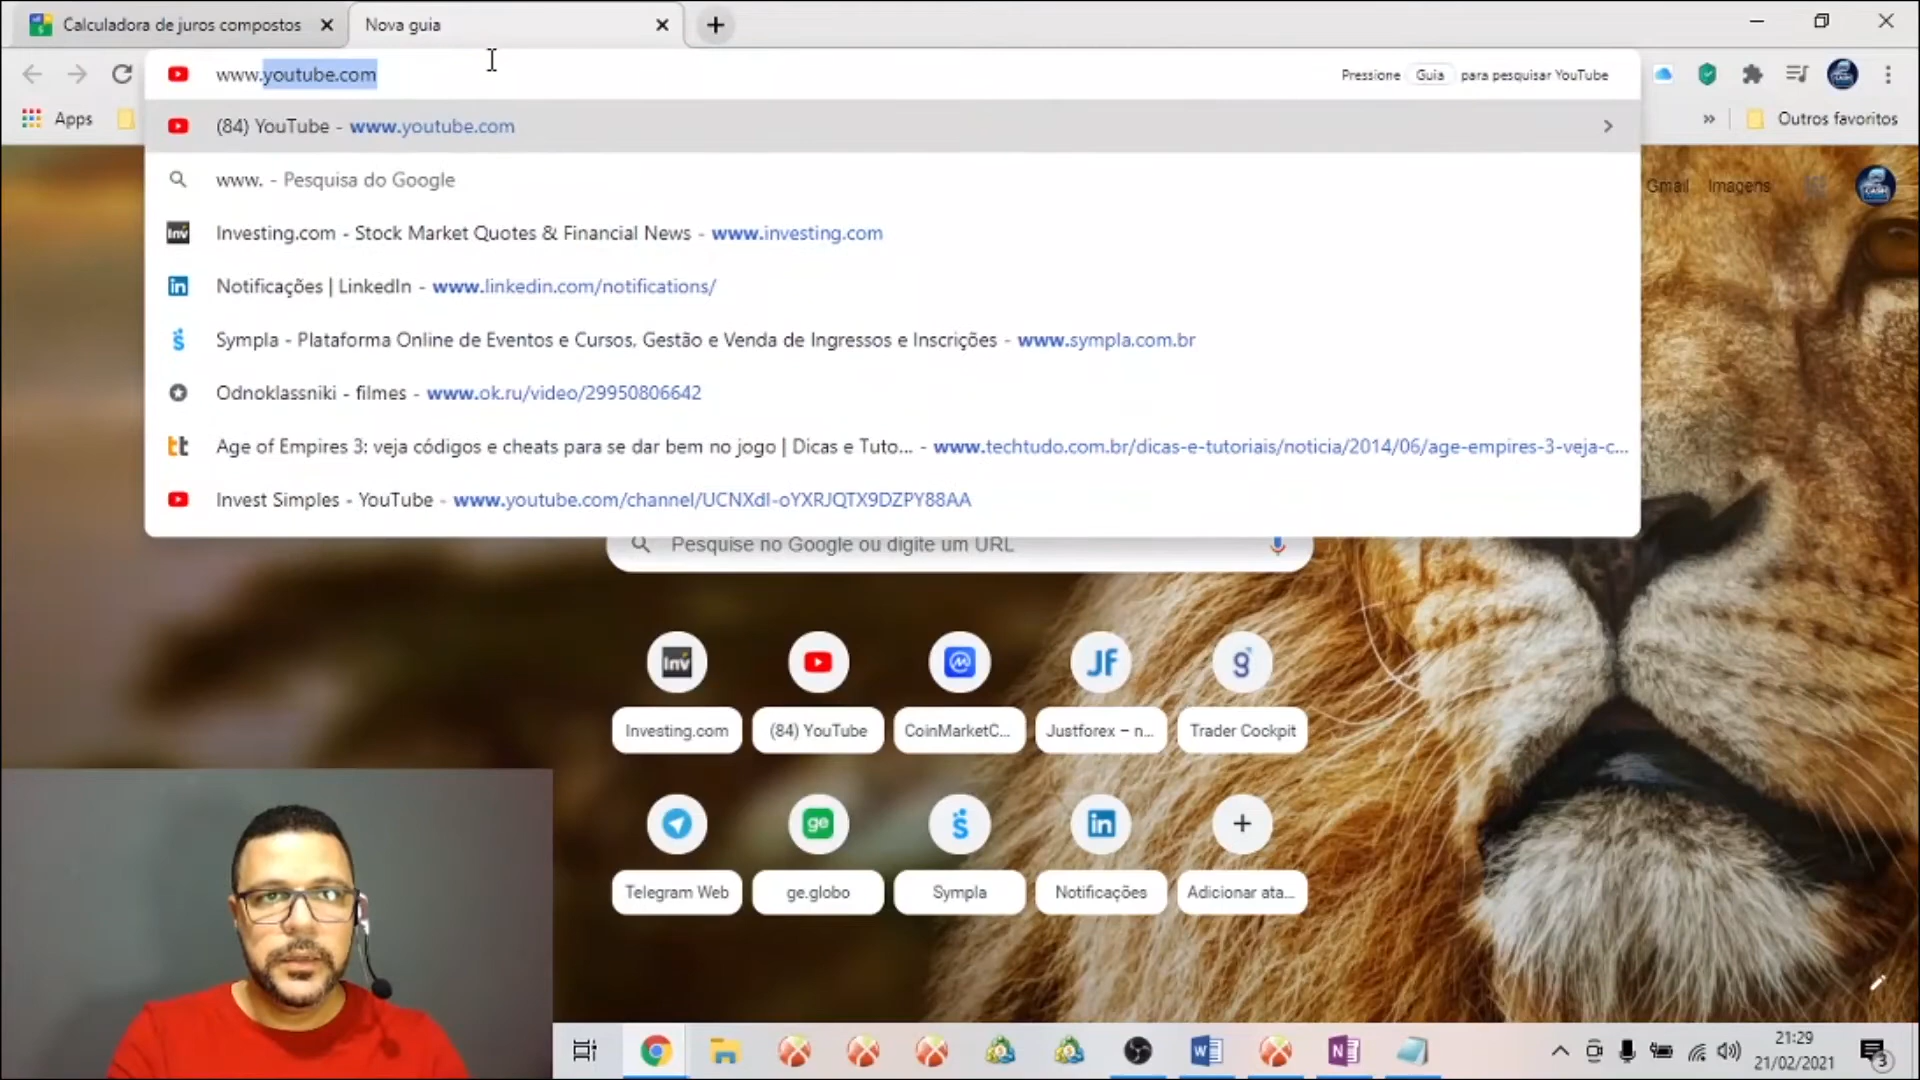 Calculadora de juros compostos
Nova guia
www.youtube.com
Pressione Guia para pesquisar YouTube
Apps
Outros favoritos
(84) YouTube - www.youtube.com
www. - Pesquisa do Google
Gmail Imagens
Investing.com - Stock Market Quotes & Financial News - www.investing.com
Notificações | LinkedIn - www.linkedin.com/notifications/
Sympla - Plataforma Online de Eventos e Cursos, Gestão e Venda de Ingressos e Inscrições - www.sympla.com.br
Odnoklassniki - filmes - www.ok.ru/video/29950806642
Age of Empires 3: veja códigos e cheats para se dar bem no jogo | Dicas e Tuto... - www.techtudo.com.br/dicas-e-tutoriais/noticia/2014/06/age-empires-3-veja-c...
Invest Simples - YouTube - www.youtube.com/channel/UCNXdI-oYXRJQTX9DZPY88AA
Pesquise no Google ou digite um URL
Inv
JF
g
Investing.com
(84) YouTube
CoinMarketC...
Justforex – n...
Trader Cockpit
ge
in
Telegram Web
ge.globo
Sympla
Notificações
Adicionar ata...
21:29
21/02/2021
3